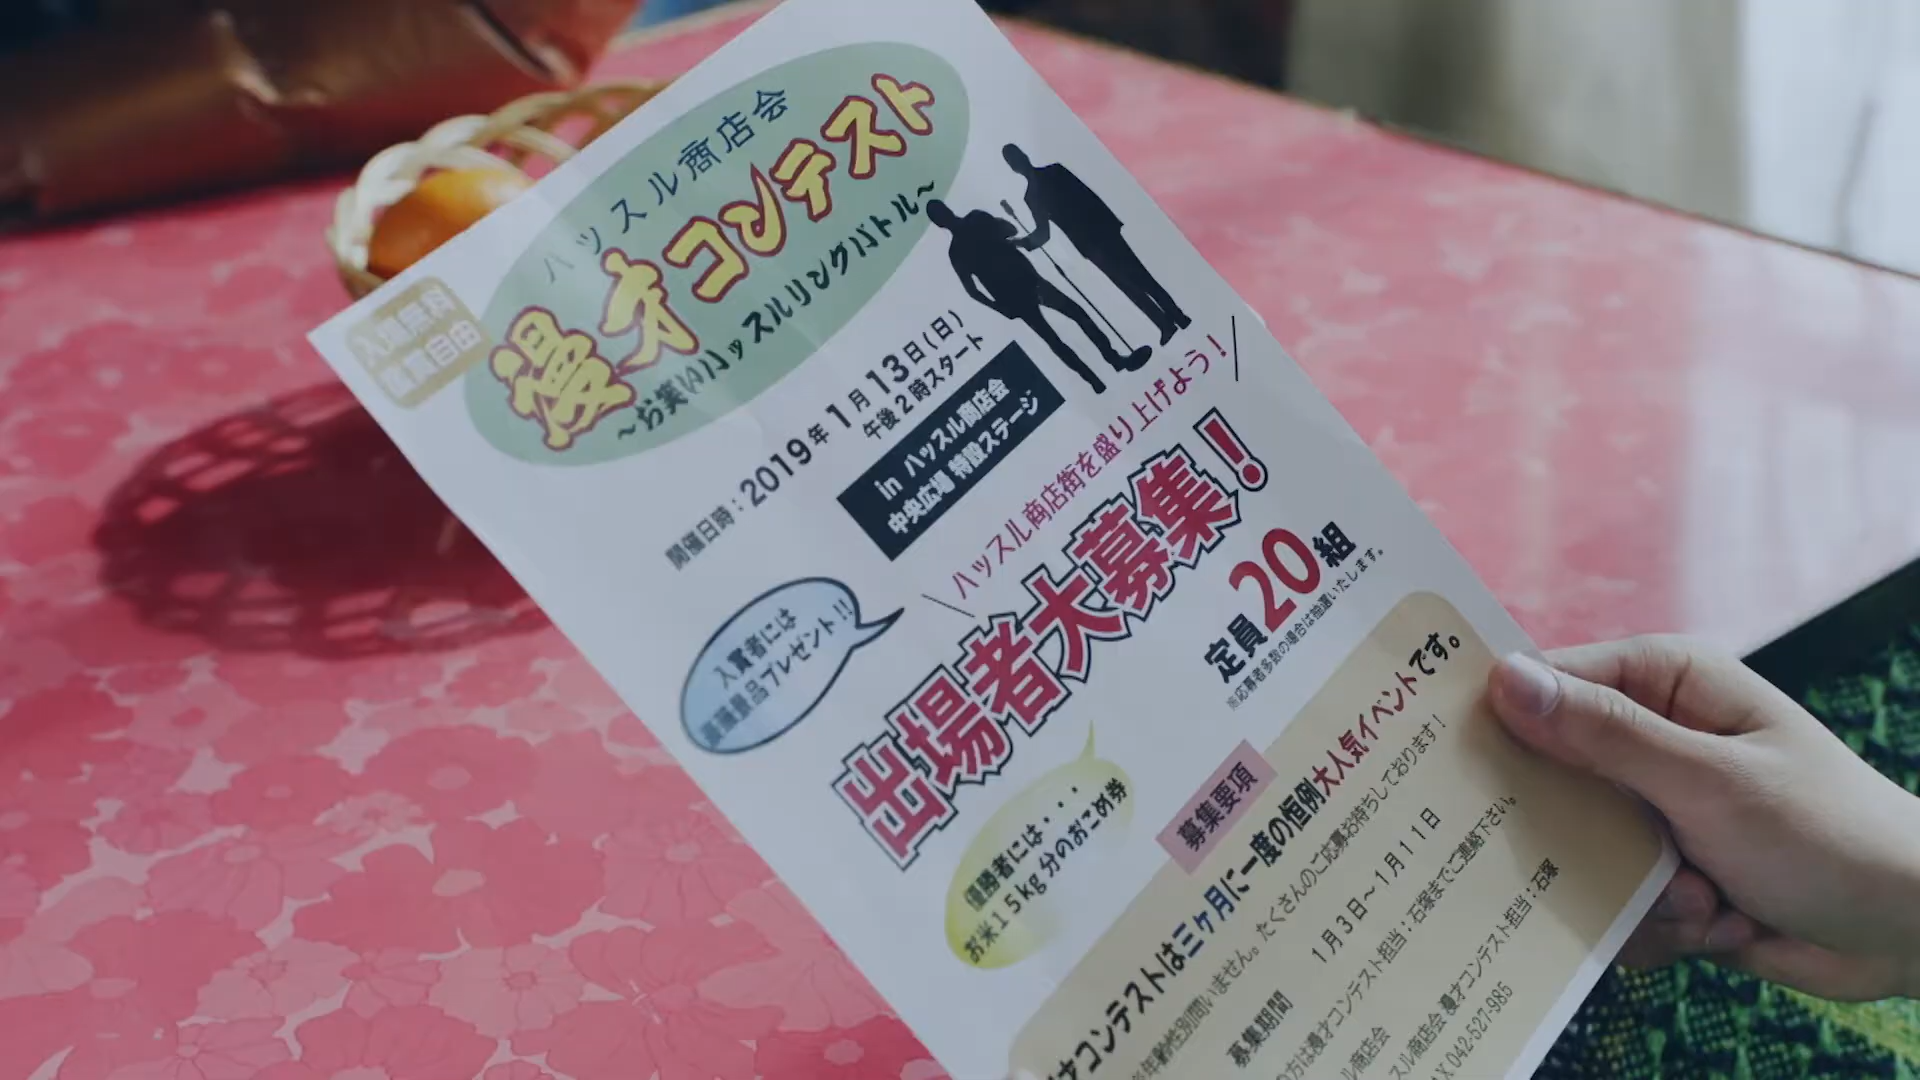 入場無料
観覧自由
ハッスル商店会
漫才コンテスト
～お笑い ハッスルリングバトル～
開催日時：2019年1月13日(日)
午後2時スタート
in ハッスル商店会
中央広場 特設ステージ
ハッスル商店街を盛り上げよう！
出場者大募集！
定員20組
※応募者多数の場合は抽選いたします。
入賞者には
豪華景品プレゼント!!
優勝者には・・・
お米15kg分のおこめ券
募集要項
才コンテストは三ヶ月に一度の恒例大人気イベントです。
年齢性別問いません。たくさんのご応募お待ちしております！
募集期間 1月3日～1月11日
の方は漫才コンテスト担当：石塚までご連絡下さい。
ル商店会
スル商店会 漫才コンテスト担当：石塚
AX 042-527-985